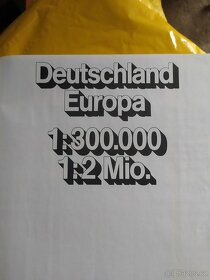 Deutschland
Europa
1:300.000
1:2 Mio.